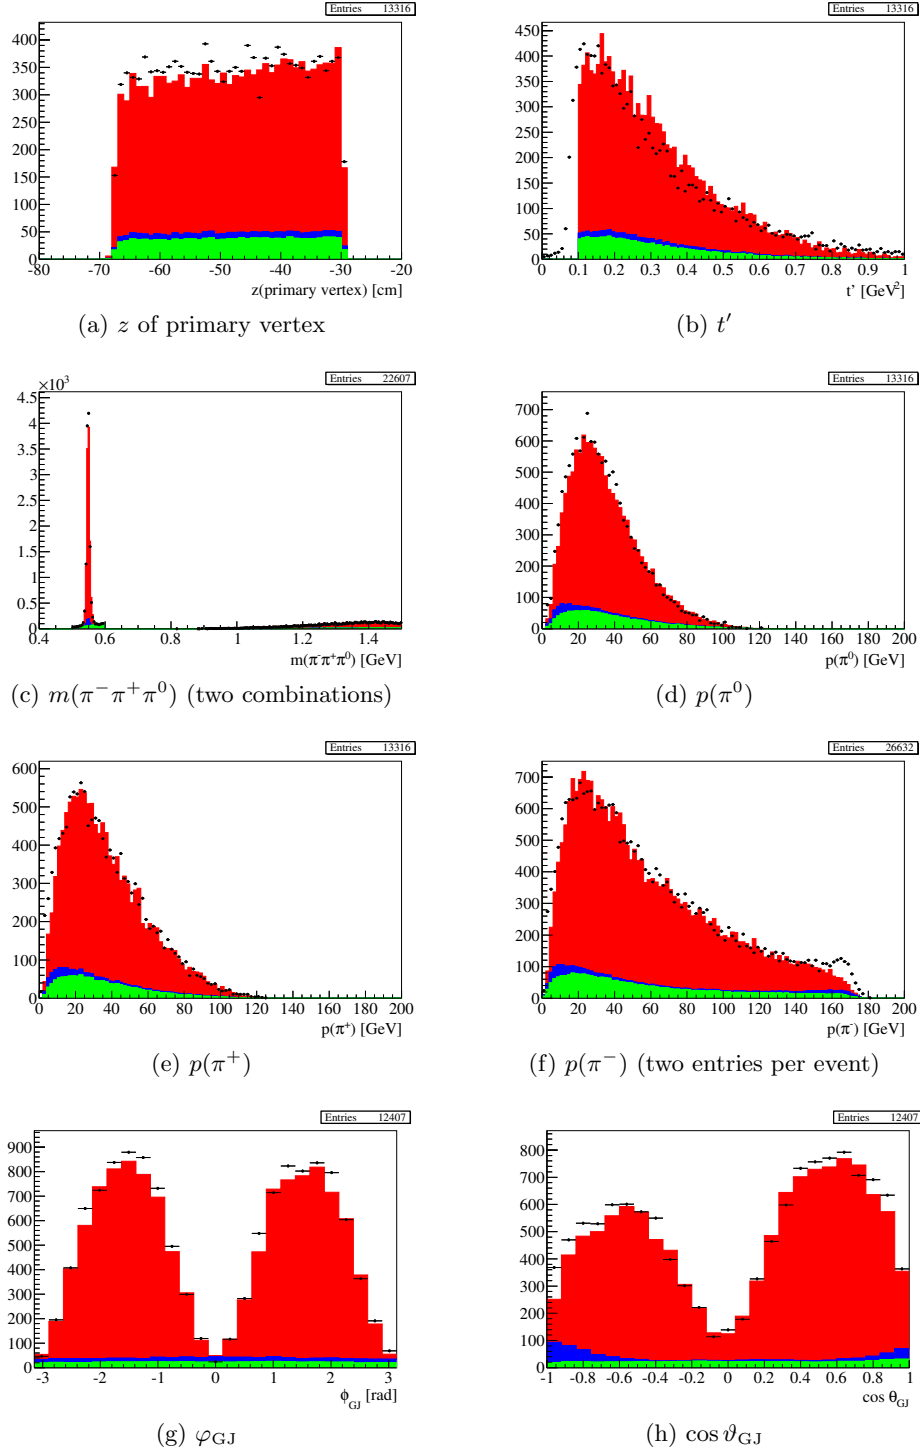 Entries 13316
400
350
300
250
200
150
100
50
0
-80 -70 -60 -50 -40 -30 -20
z(primary vertex) [cm]
(a) z of primary vertex
Entries 13316
450
400
350
300
250
200
150
100
50
0
0 0.1 0.2 0.3 0.4 0.5 0.6 0.7 0.8 0.9 1
t' [GeV²]
(b) t′
Entries 22607
×10³
4.5
4
3.5
3
2.5
2
1.5
1
0.5
0
0.4 0.6 0.8 1 1.2 1.4
m(π⁻π⁺π⁰) [GeV]
(c) m(π⁻π⁺π⁰) (two combinations)
Entries 13316
700
600
500
400
300
200
100
0
0 20 40 60 80 100 120 140 160 180 200
p(π⁰) [GeV]
(d) p(π⁰)
Entries 13316
600
500
400
300
200
100
0
0 20 40 60 80 100 120 140 160 180 200
p(π⁺) [GeV]
(e) p(π⁺)
Entries 26632
700
600
500
400
300
200
100
0
0 20 40 60 80 100 120 140 160 180 200
p(π⁻) [GeV]
(f) p(π⁻) (two entries per event)
Entries 12407
900
800
700
600
500
400
300
200
100
0
-3 -2 -1 0 1 2 3
ϕ_GJ [rad]
(g) φ_GJ
Entries 12407
800
700
600
500
400
300
200
100
0
-1 -0.8 -0.6 -0.4 -0.2 0 0.2 0.4 0.6 0.8 1
cos θ_GJ
(h) cos ϑ_GJ